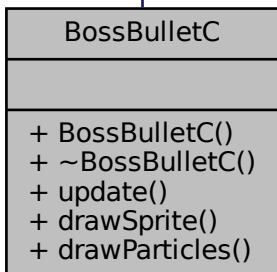 BossBulletC
+ BossBulletC()
+ ~BossBulletC()
+ update()
+ drawSprite()
+ drawParticles()